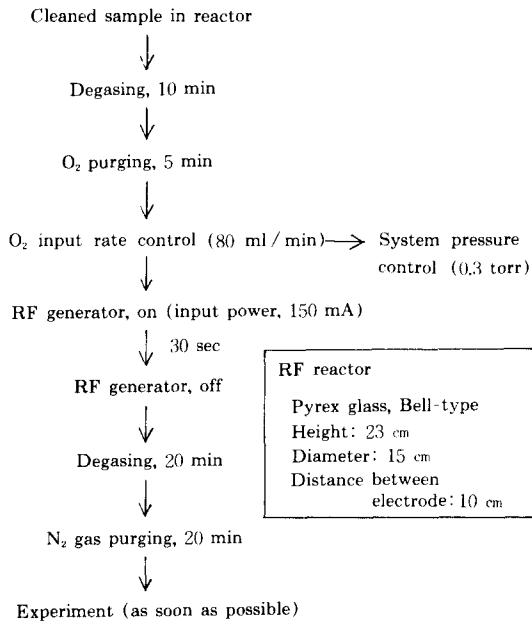 Cleaned sample in reactor
Degasing, 10 min
O₂ purging, 5 min
O₂ input rate control (80 ml/min) → System pressure
control (0.3 torr)
RF generator, on (input power, 150 mA)
30 sec
RF generator, off
Degasing, 20 min
N₂ gas purging, 20 min
Experiment (as soon as possible)
RF reactor
Pyrex glass, Bell-type
Height: 23 cm
Diameter: 15 cm
Distance between
electrode: 10 cm